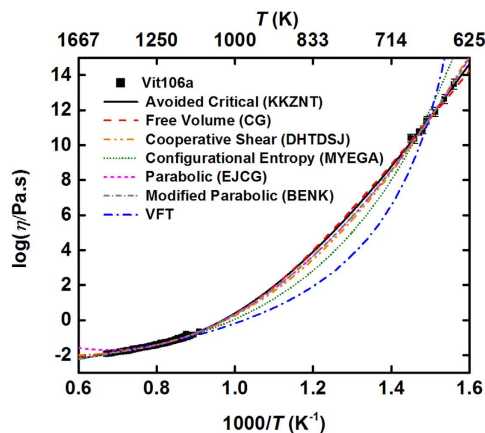 T (K)
1667 1250 1000 833 714 625
Vit106a
Avoided Critical (KKZNT)
Free Volume (CG)
Cooperative Shear (DHTDSJ)
Configurational Entropy (MYEGA)
Parabolic (EJCG)
Modified Parabolic (BENK)
VFT
log(η/Pa.s)
14
12
10
8
6
4
2
0
-2
0.6 0.8 1.0 1.2 1.4 1.6
1000/T (K⁻¹)